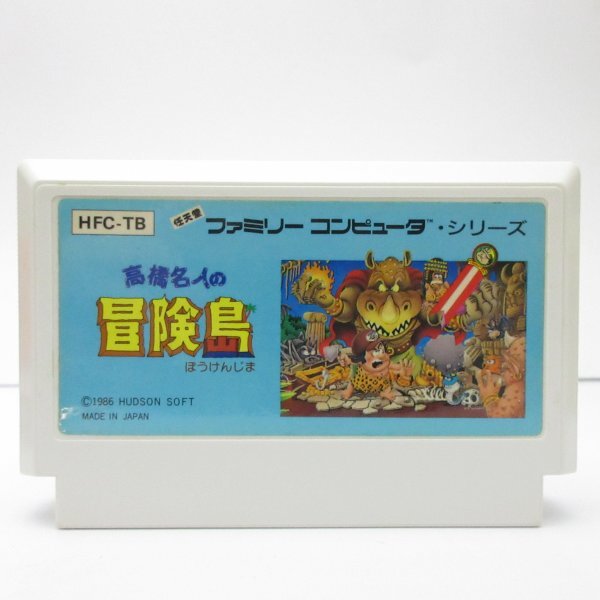 HFC-TB
任天堂 ファミリー コンピュータ™・シリーズ
高橋名人の
冒険島
ぼうけんじま
©1986 HUDSON SOFT
MADE IN JAPAN